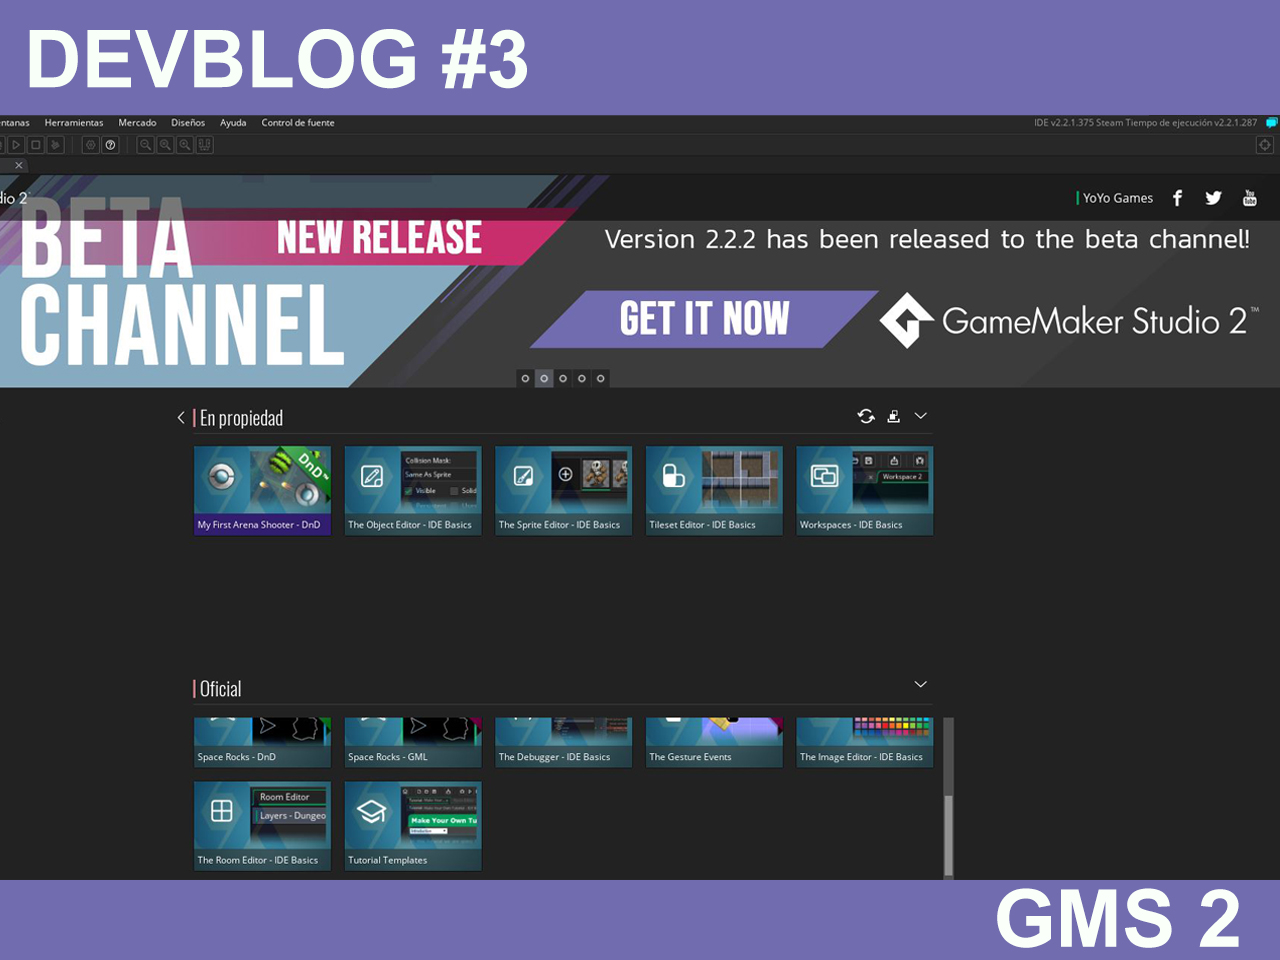 DEVBLOG #3
ntanas Herramientas Mercado Diseños Ayuda Control de fuente IDE v2.2.1.375 Steam Tiempo de ejecución v2.2.1.287
dio 2
YoYo Games
You Tube
BETA
CHANNEL
NEW RELEASE
Version 2.2.2 has been released to the beta channel!
GET IT NOW
GameMaker Studio 2™
En propiedad
DnD™
Collision Mask:
Same As Sprite
Visible Solid
Workspace 2
My First Arena Shooter - DnD
The Object Editor - IDE Basics
The Sprite Editor - IDE Basics
Tileset Editor - IDE Basics
Workspaces - IDE Basics
Oficial
Space Rocks - DnD
Space Rocks - GML
The Debugger - IDE Basics
The Gesture Events
The Image Editor - IDE Basics
Room Editor
Layers - Dungeo
Make Your Own Tu
The Room Editor - IDE Basics
Tutorial Templates
GMS 2